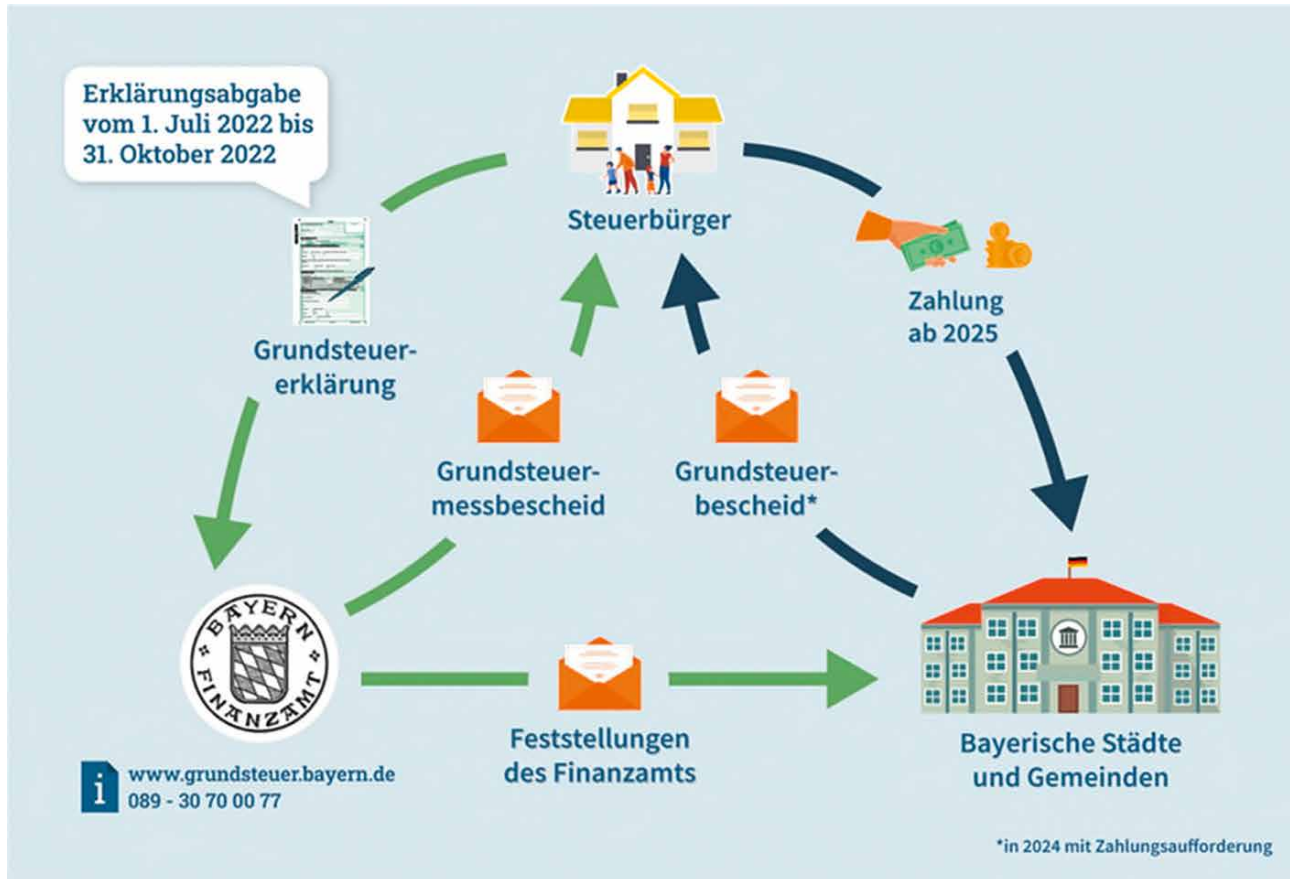 Erklärungsabgabe
vom 1. Juli 2022 bis
31. Oktober 2022
Steuerbürger
Zahlung
ab 2025
Grundsteuer-
erklärung
Grundsteuer-
messbescheid
Grundsteuer-
bescheid*
BAYERN
FINANZAMT
Feststellungen
des Finanzamts
Bayerische Städte
und Gemeinden
i
www.grundsteuer.bayern.de
089 - 30 70 00 77
*in 2024 mit Zahlungsaufforderung